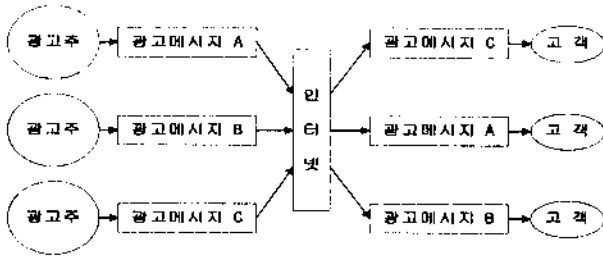 광고주 광고메시지 A 광고메시지 C 고 객
인
광고주 광고메시지 B 터 광고메시지 A 고 객
넷
광고주 광고메시지 C 광고메시지 B 고 객